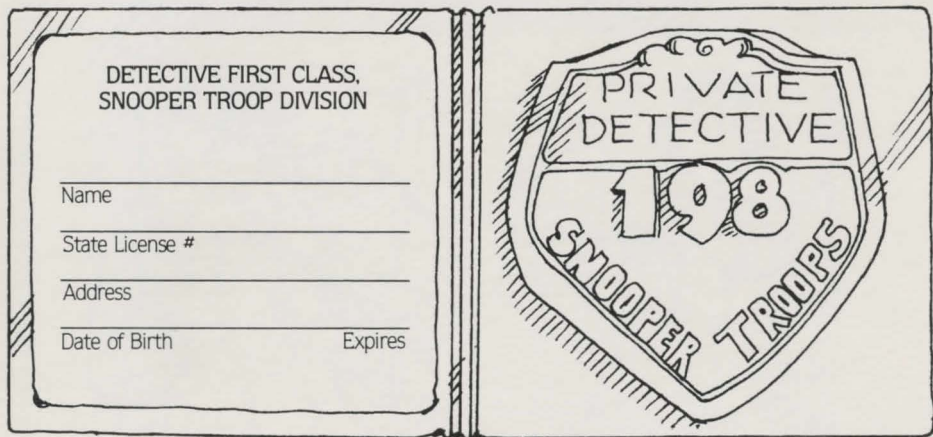 DETECTIVE FIRST CLASS,
SNOOPER TROOP DIVISION
Name
State License #
Address
Date of Birth Expires
PRIVATE
DETECTIVE
198
SNOOPER TROOPS